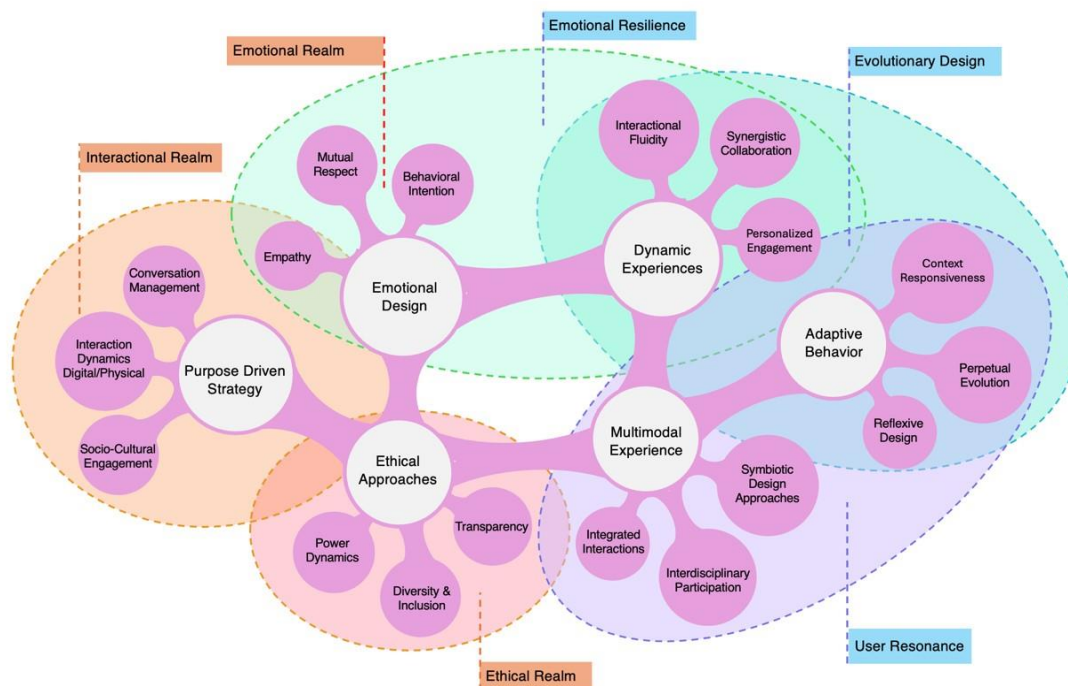 Emotional Resilience
Emotional Realm
Evolutionary Design
Interactional Realm
Mutual
Respect
Behavioral
Intention
Interactional
Fluidity
Synergistic
Collaboration
Empathy
Emotional
Design
Dynamic
Experiences
Personalized
Engagement
Conversation
Management
Context
Responsiveness
Interaction
Dynamics
Digital/Physical
Purpose Driven
Strategy
Adaptive
Behavior
Perpetual
Evolution
Socio-Cultural
Engagement
Ethical
Approaches
Multimodal
Experience
Reflexive
Design
Symbiotic
Design
Approaches
Power
Dynamics
Transparency
Integrated
Interactions
Diversity &
Inclusion
Interdisciplinary
Participation
Ethical Realm
User Resonance